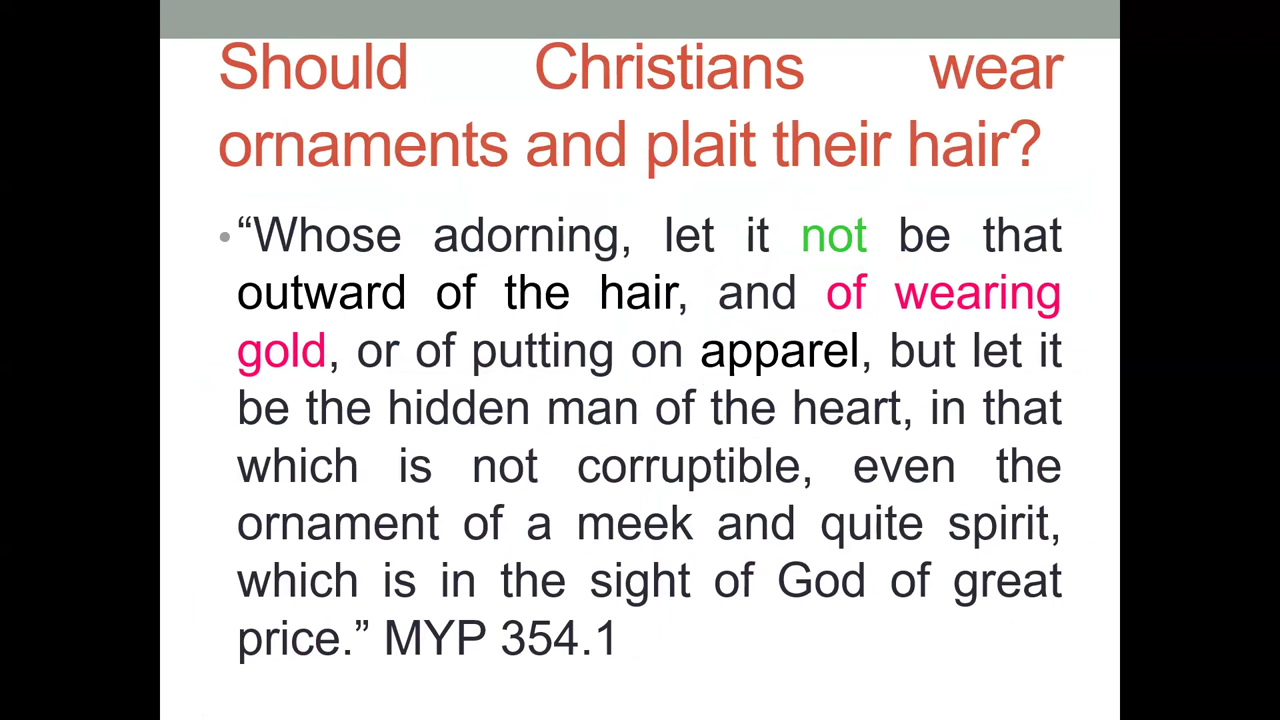 Should Christians wear
ornaments and plait their hair?
• “Whose adorning, let it not be that
outward of the hair, and of wearing
gold, or of putting on apparel, but let it
be the hidden man of the heart, in that
which is not corruptible, even the
ornament of a meek and quite spirit,
which is in the sight of God of great
price.” MYP 354.1